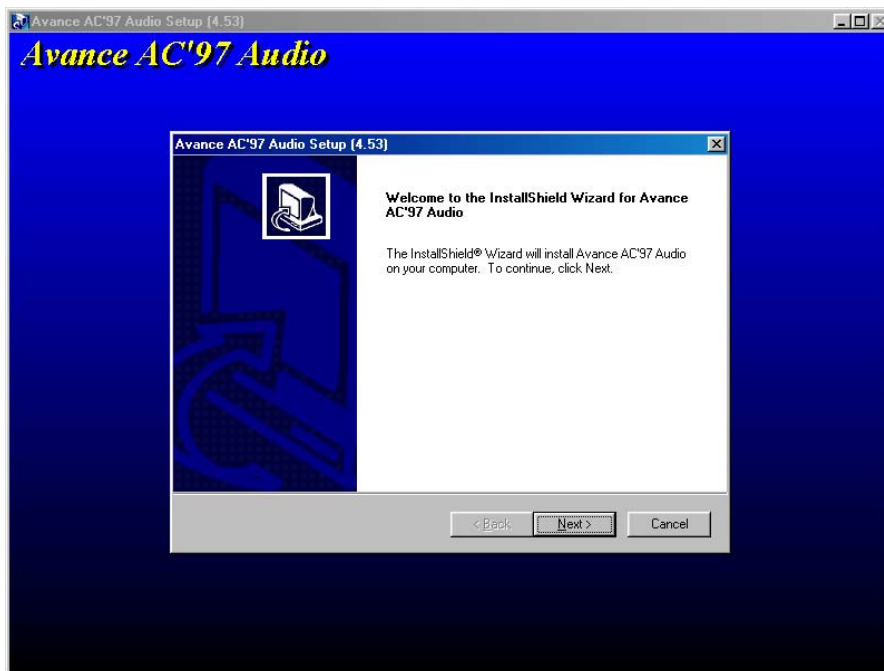 Avance AC'97 Audio Setup (4.53)
Avance AC'97 Audio
Avance AC'97 Audio Setup (4.53)
Welcome to the InstallShield Wizard for Avance
AC'97 Audio
The InstallShield® Wizard will install Avance AC'97 Audio
on your computer. To continue, click Next.
< Back
Next >
Cancel